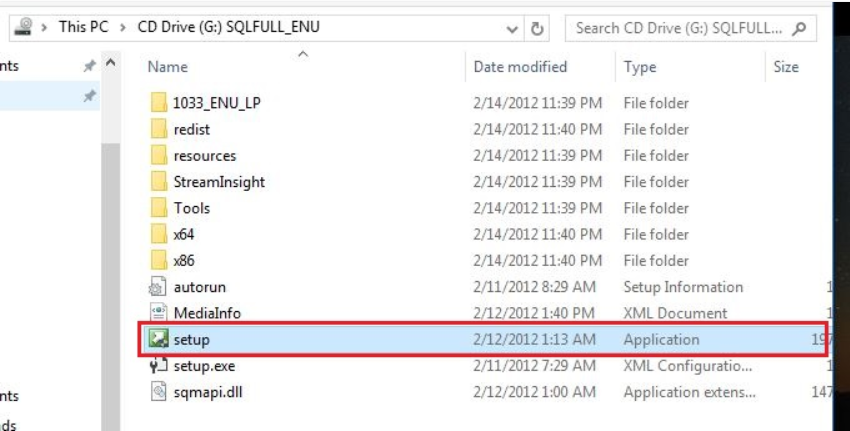 This PC > CD Drive (G:) SQLFULL_ENU Search CD Drive (G:) SQLFULL...
nts
Name Date modified Type Size
1033_ENU_LP 2/14/2012 11:39 PM File folder
redist 2/14/2012 11:40 PM File folder
resources 2/14/2012 11:39 PM File folder
StreamInsight 2/14/2012 11:39 PM File folder
Tools 2/14/2012 11:39 PM File folder
x64 2/14/2012 11:40 PM File folder
x86 2/14/2012 11:40 PM File folder
autorun 2/11/2012 8:29 AM Setup Information 1
MediaInfo 2/12/2012 1:40 PM XML Document 1
setup 2/12/2012 1:13 AM Application 197
setup.exe 2/11/2012 7:29 AM XML Configuratio... 1
sqmapi.dll 2/12/2012 1:00 AM Application extens... 147
nts
ds